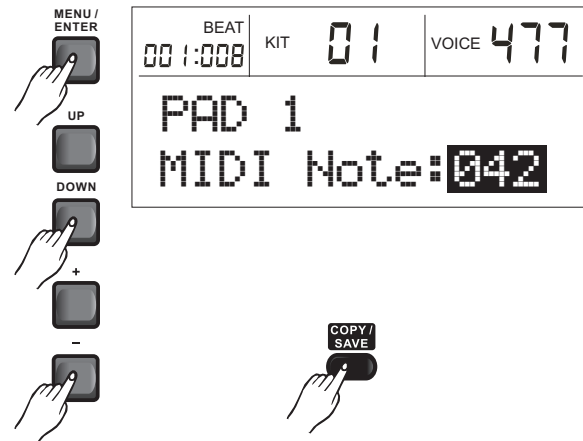 MENU /
ENTER
UP
DOWN
+
–
BEAT
001:008
KIT 01
VOICE 477
PAD 1
MIDI Note:042
COPY /
SAVE